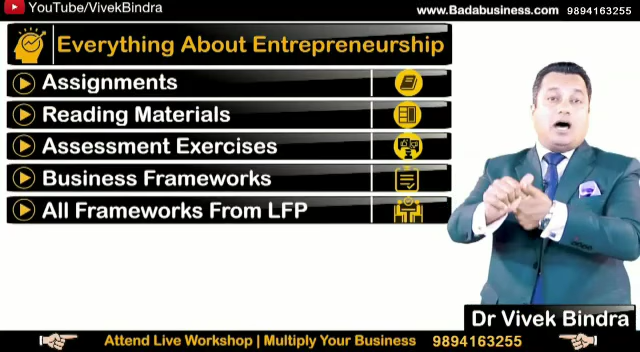 YouTube/VivekBindra
www.Badabusiness.com 9894163255
Everything About Entrepreneurship
Assignments
Reading Materials
Assessment Exercises
Business Frameworks
All Frameworks From LFP
Dr Vivek Bindra
Attend Live Workshop | Multiply Your Business 9894163255